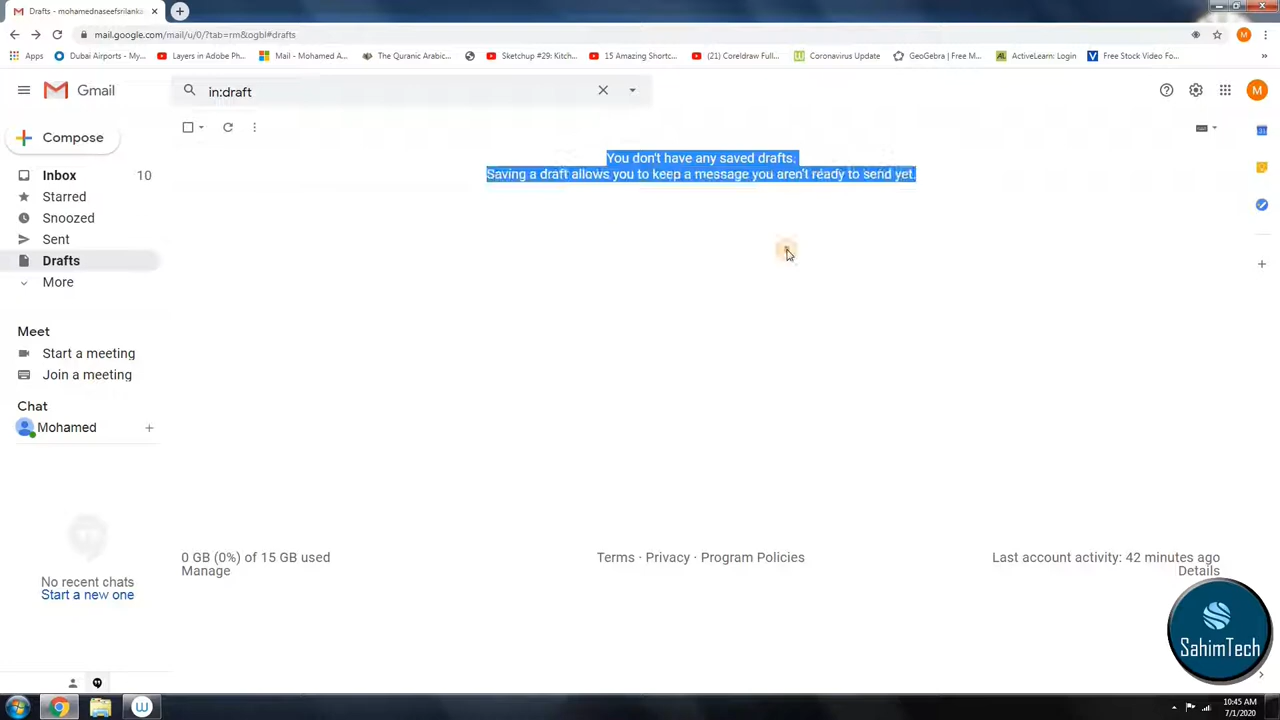 Drafts - mohamednaseefsrilanka
mail.google.com/mail/u/0/?tab=rm&ogbl#drafts
M
Apps
Dubai Airports - My...
Layers in Adobe Ph...
Mail - Mohamed A...
The Quranic Arabic...
Sketchup #29: Kitch...
15 Amazing Shortc...
(21) Coreldraw Full...
Coronavirus Update
GeoGebra | Free M...
ActiveLearn: Login
Free Stock Video Fo...
Gmail
in:draft
M
Compose
You don't have any saved drafts.
Saving a draft allows you to keep a message you aren't ready to send yet.
Inbox 10
Starred
Snoozed
Sent
Drafts
More
Meet
Start a meeting
Join a meeting
Chat
Mohamed
No recent chats
Start a new one
0 GB (0%) of 15 GB used
Manage
Terms · Privacy · Program Policies
Last account activity: 42 minutes ago
Details
SahimTech
10:45 AM
7/1/2020